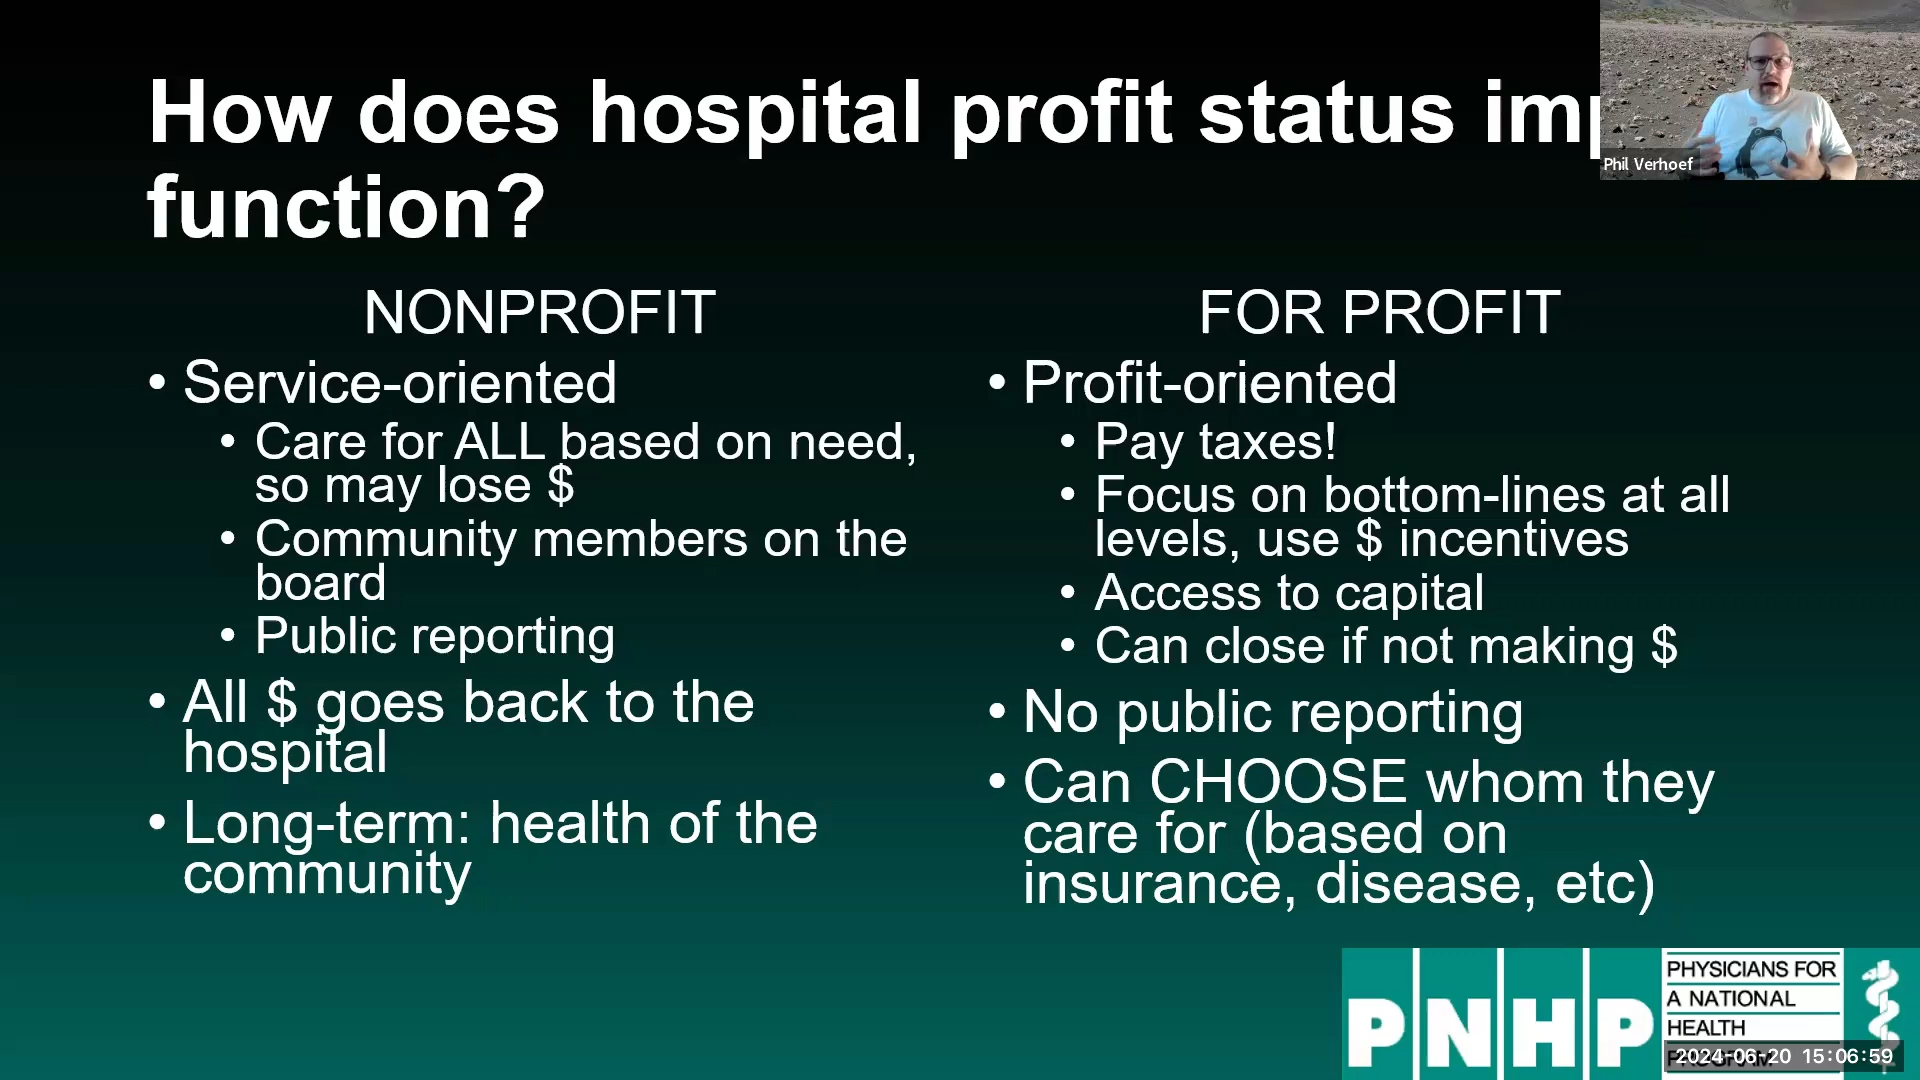 How does hospital profit status imp
function?
Phil Verhoef
NONPROFIT
• Service-oriented
• Care for ALL based on need,
so may lose $
• Community members on the
board
• Public reporting
• All $ goes back to the
hospital
• Long-term: health of the
community
FOR PROFIT
• Profit-oriented
• Pay taxes!
• Focus on bottom-lines at all
levels, use $ incentives
• Access to capital
• Can close if not making $
• No public reporting
• Can CHOOSE whom they
care for (based on
insurance, disease, etc)
PNHP
PHYSICIANS FOR
A NATIONAL
HEALTH
PROGRAM
2024-06-20 15:06:59